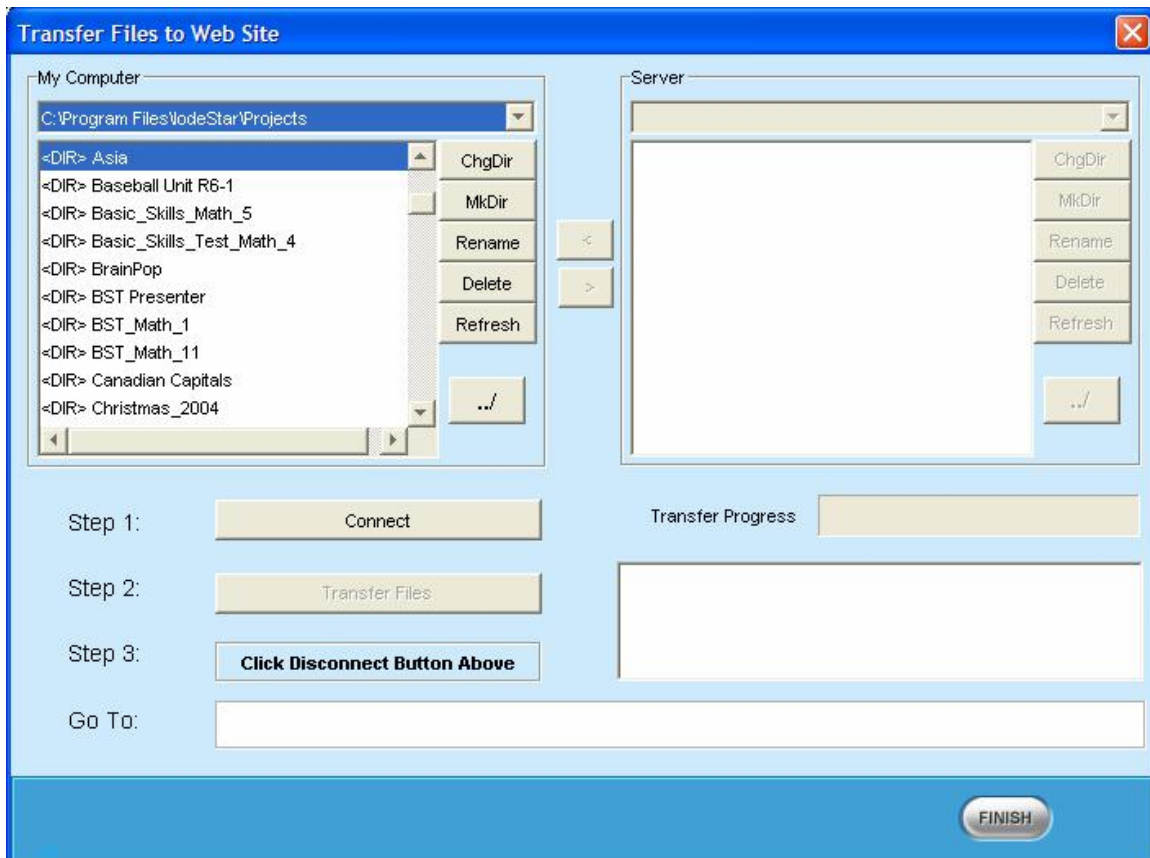 Transfer Files to Web Site
My Computer
C:\Program Files\lodeStar\Projects
<DIR> Asia
<DIR> Baseball Unit R6-1
<DIR> Basic_Skills_Math_5
<DIR> Basic_Skills_Test_Math_4
<DIR> BrainPop
<DIR> BST Presenter
<DIR> BST_Math_1
<DIR> BST_Math_11
<DIR> Canadian Capitals
<DIR> Christmas_2004
ChgDir
MkDir
Rename
Delete
Refresh
../
<
>
Server
ChgDir
MkDir
Rename
Delete
Refresh
../
Step 1:
Connect
Step 2:
Transfer Files
Step 3:
Click Disconnect Button Above
Go To:
Transfer Progress
FINISH